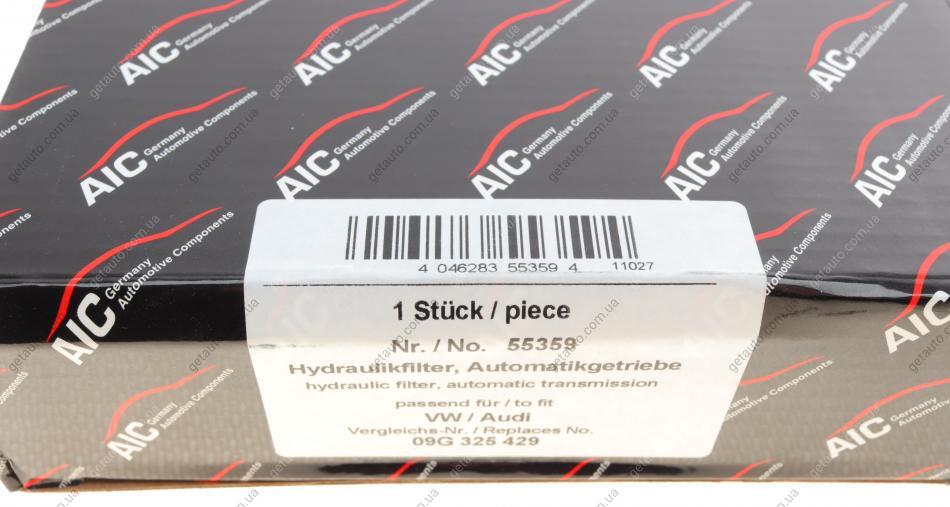 AIC Germany
Automotive Components
4 046283 55359 4 11027
1 Stück / piece
Nr. / No. 55359
Hydraulikfilter, Automatikgetriebe
hydraulic filter, automatic transmission
passend für / to fit
VW / Audi
Vergleichs-Nr. / Replaces No.
09G 325 429
getauto.com.ua